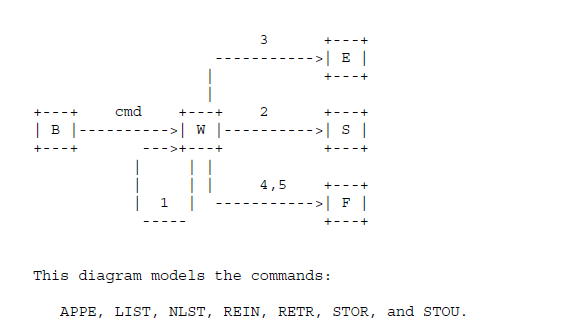 3       +---+
                ----------->| E |
               |             +---+
               |
+---+    cmd    +---+    2       +---+
| B |---------->| W |---------->| S |
+---+       --->+---+            +---+
           |     | |
           |     | |    4,5      +---+
           |  1  |  ----------->| F |
            -----                +---+
This diagram models the commands:
APPE, LIST, NLST, REIN, RETR, STOR, and STOU.